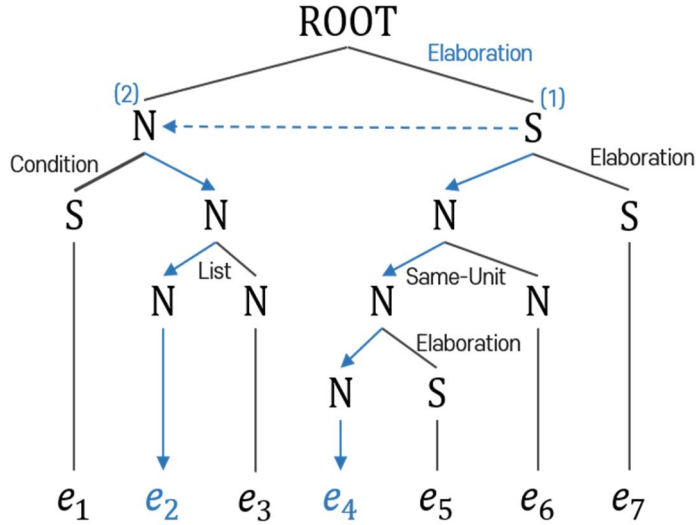 ROOT
Elaboration
(2) (1)
N S
Condition Elaboration
S N N S
List Same-Unit
N N N N
Elaboration
N S
e₁ e₂ e₃ e₄ e₅ e₆ e₇